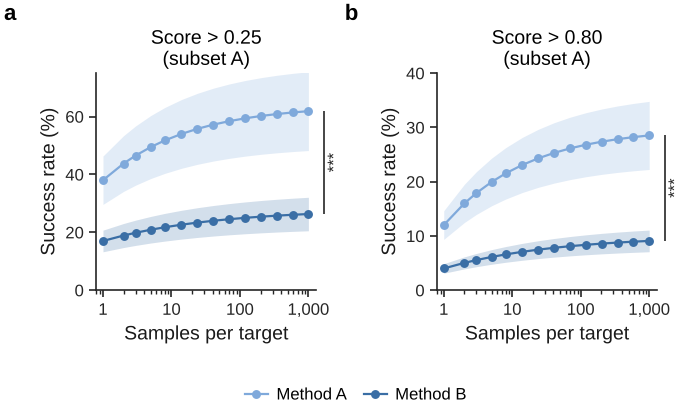 a
Score > 0.25
(subset A)
Success rate (%)
60
40
20
0
1
10
100
1,000
Samples per target
***
b
Score > 0.80
(subset A)
Success rate (%)
40
30
20
10
0
1
10
100
1,000
Samples per target
***
Method A
Method B